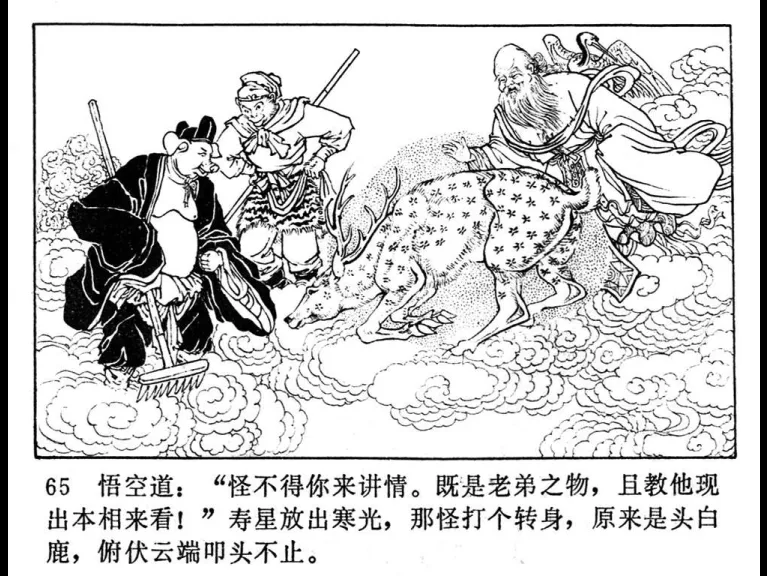 65 悟空道：“怪不得你来讲情。既是老弟之物，且教他现
出本相来看！”寿星放出寒光，那怪打个转身，原来是头白
鹿，俯伏云端叩头不止。